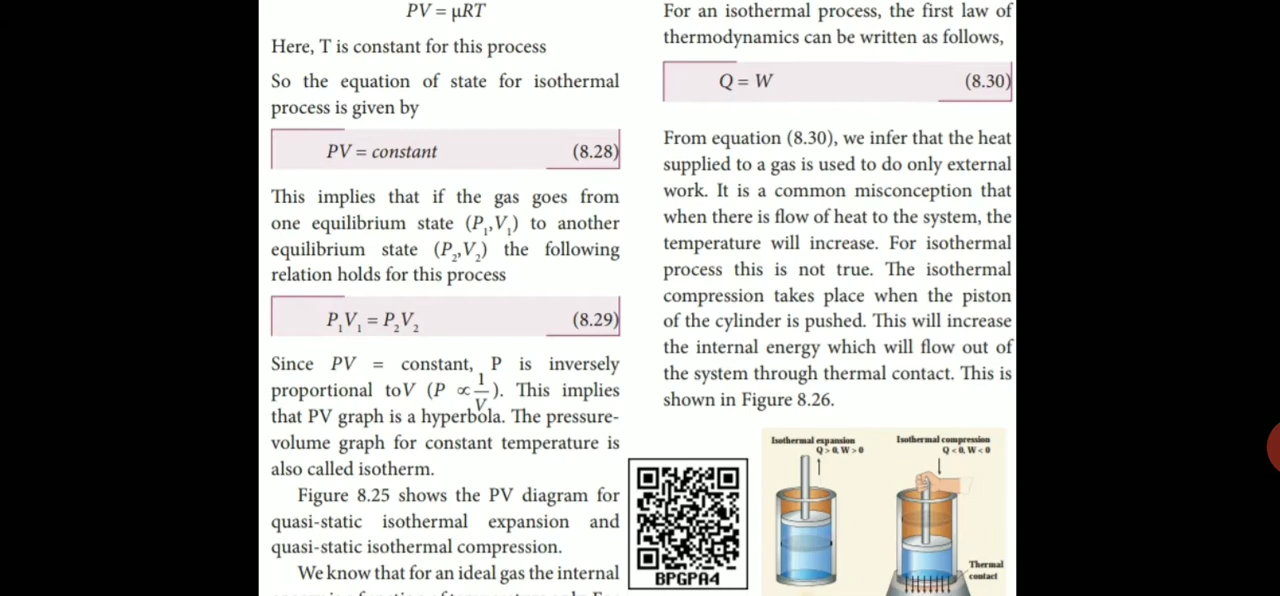 PV = μRT
Here, T is constant for this process
So the equation of state for isothermal
process is given by
PV = constant (8.28)
This implies that if the gas goes from
one equilibrium state (P₁,V₁) to another
equilibrium state (P₂,V₂) the following
relation holds for this process
P₁V₁ = P₂V₂ (8.29)
Since PV = constant, P is inversely
proportional to V (P ∝ 1/V). This implies
that PV graph is a hyperbola. The pressure-
volume graph for constant temperature is
also called isotherm.
Figure 8.25 shows the PV diagram for
quasi-static isothermal expansion and
quasi-static isothermal compression.
We know that for an ideal gas the internal
For an isothermal process, the first law of
thermodynamics can be written as follows,
Q = W (8.30)
From equation (8.30), we infer that the heat
supplied to a gas is used to do only external
work. It is a common misconception that
when there is flow of heat to the system, the
temperature will increase. For isothermal
process this is not true. The isothermal
compression takes place when the piston
of the cylinder is pushed. This will increase
the internal energy which will flow out of
the system through thermal contact. This is
shown in Figure 8.26.
BPGPA4
Isothermal expansion
Q > 0, W > 0
Isothermal compression
Q < 0, W < 0
Thermal
contact